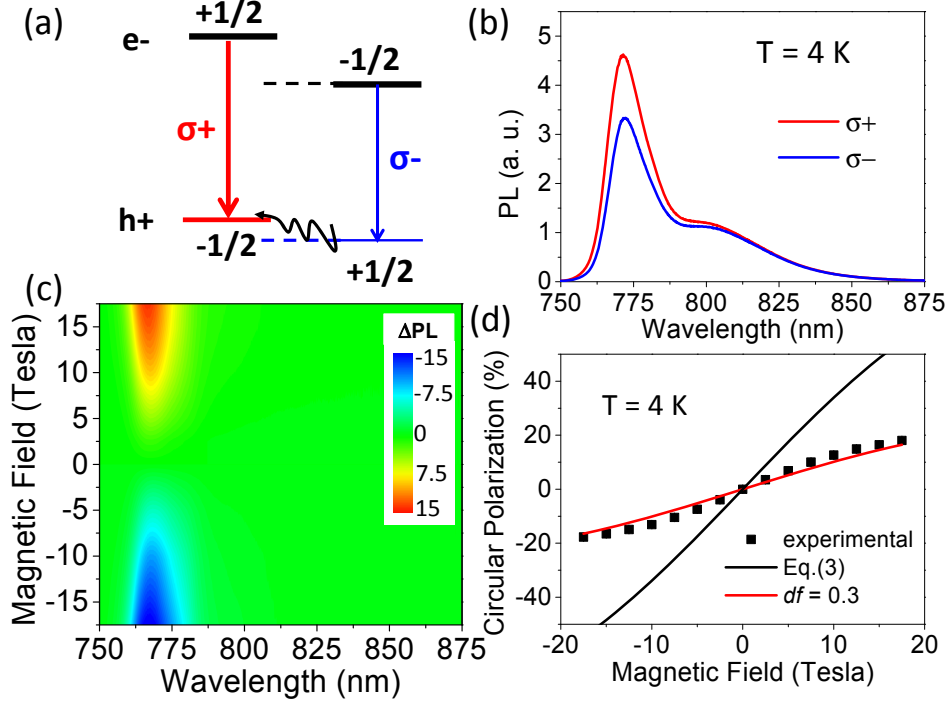 (a)
+1/2
e-
-1/2
σ+
σ-
h+
-1/2
+1/2
(b)
T = 4 K
σ+
σ−
PL (a. u.)
5
4
3
2
1
0
750 775 800 825 850 875
Wavelength (nm)
(c)
ΔPL
-15
-7.5
0
7.5
15
Magnetic Field (Tesla)
15
10
5
0
-5
-10
-15
750 775 800 825 850 875
Wavelength (nm)
(d)
T = 4 K
experimental
Eq.(3)
df = 0.3
Circular Polarization (%)
40
20
0
-20
-40
-20 -10 0 10 20
Magnetic Field (Tesla)